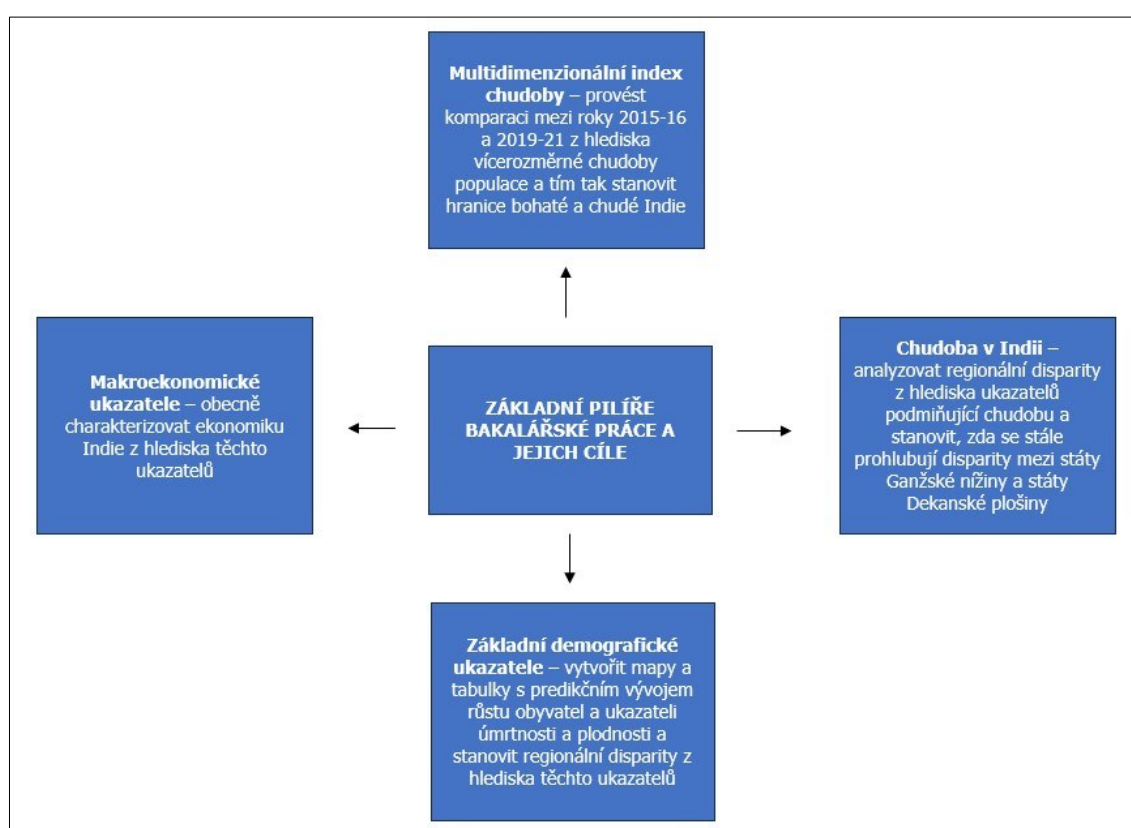 Multidimenzionální index
chudoby – provést
komparaci mezi roky 2015-16
a 2019-21 z hlediska
vícerozměrné chudoby
populace a tím tak stanovit
hranice bohaté a chudé Indie
Makroekonomické
ukazatele – obecně
charakterizovat ekonomiku
Indie z hlediska těchto
ukazatelů
ZÁKLADNÍ PILÍŘE
BAKALÁŘSKÉ PRÁCE A
JEJICH CÍLE
Chudoba v Indii –
analyzovat regionální disparity
z hlediska ukazatelů
podmiňující chudobu a
stanovit, zda se stále
prohlubují disparity mezi státy
Ganžské nížiny a státy
Dekanské plošiny
Základní demografické
ukazatele – vytvořit mapy a
tabulky s predikčním vývojem
růstu obyvatel a ukazateli
úmrtnosti a plodnosti a
stanovit regionální disparity z
hlediska těchto ukazatelů